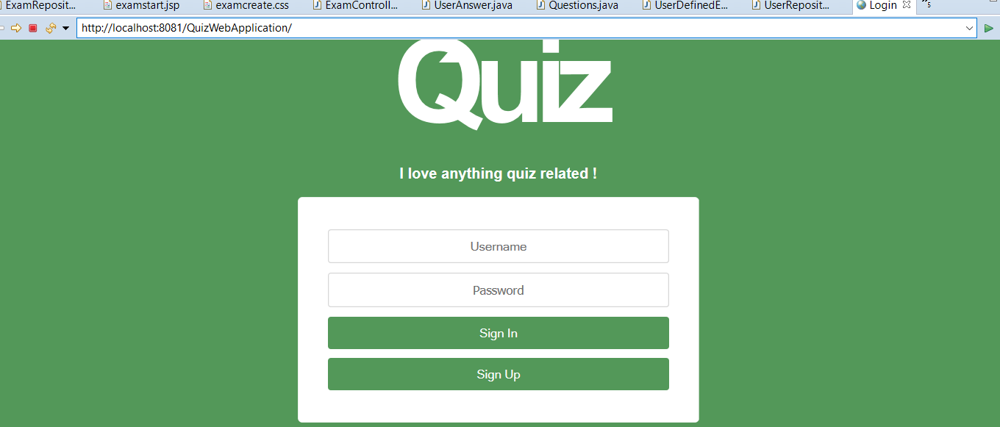 ExamReposit... examstart.jsp examcreate.css ExamControll... UserAnswer.java Questions.java UserDefinedE... UserReposit... Login 5
http://localhost:8081/QuizWebApplication/
Quiz
I love anything quiz related !
Username
Password
Sign In
Sign Up